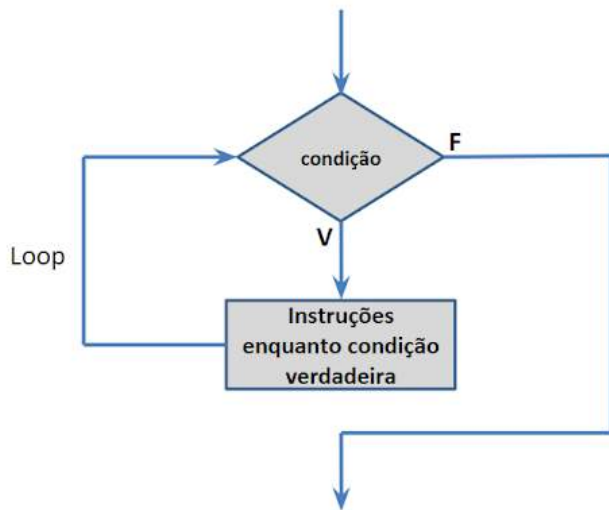 condição
F
V
Loop
Instruções
enquanto condição
verdadeira